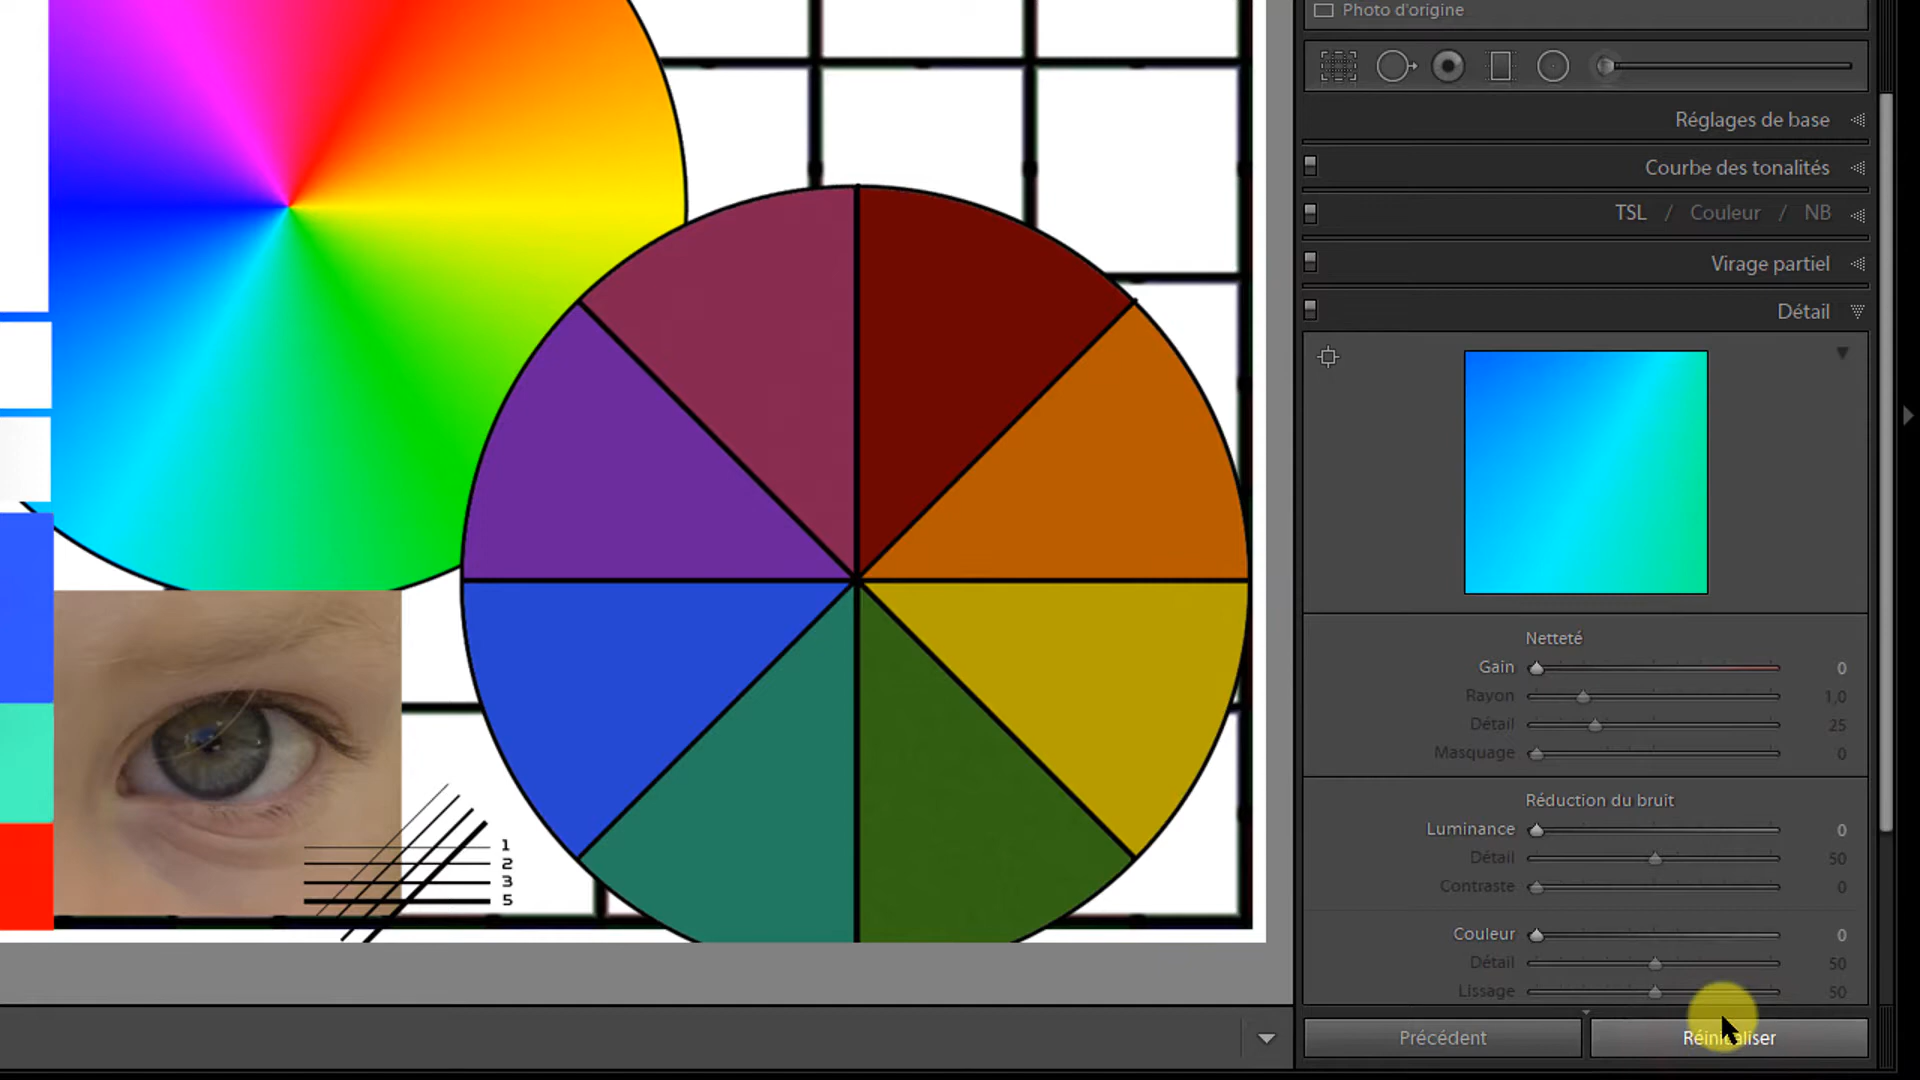 Photo d'origine
Réglages de base
Courbe des tonalités
TSL / Couleur / NB
Virage partiel
Détail
Netteté
Gain 0
Rayon 1,0
Détail 25
Masquage 0
Réduction du bruit
Luminance 0
Détail 50
Contraste 0
Couleur 0
Détail 50
Lissage 50
1
2
3
5
Précédent
Réinitialiser